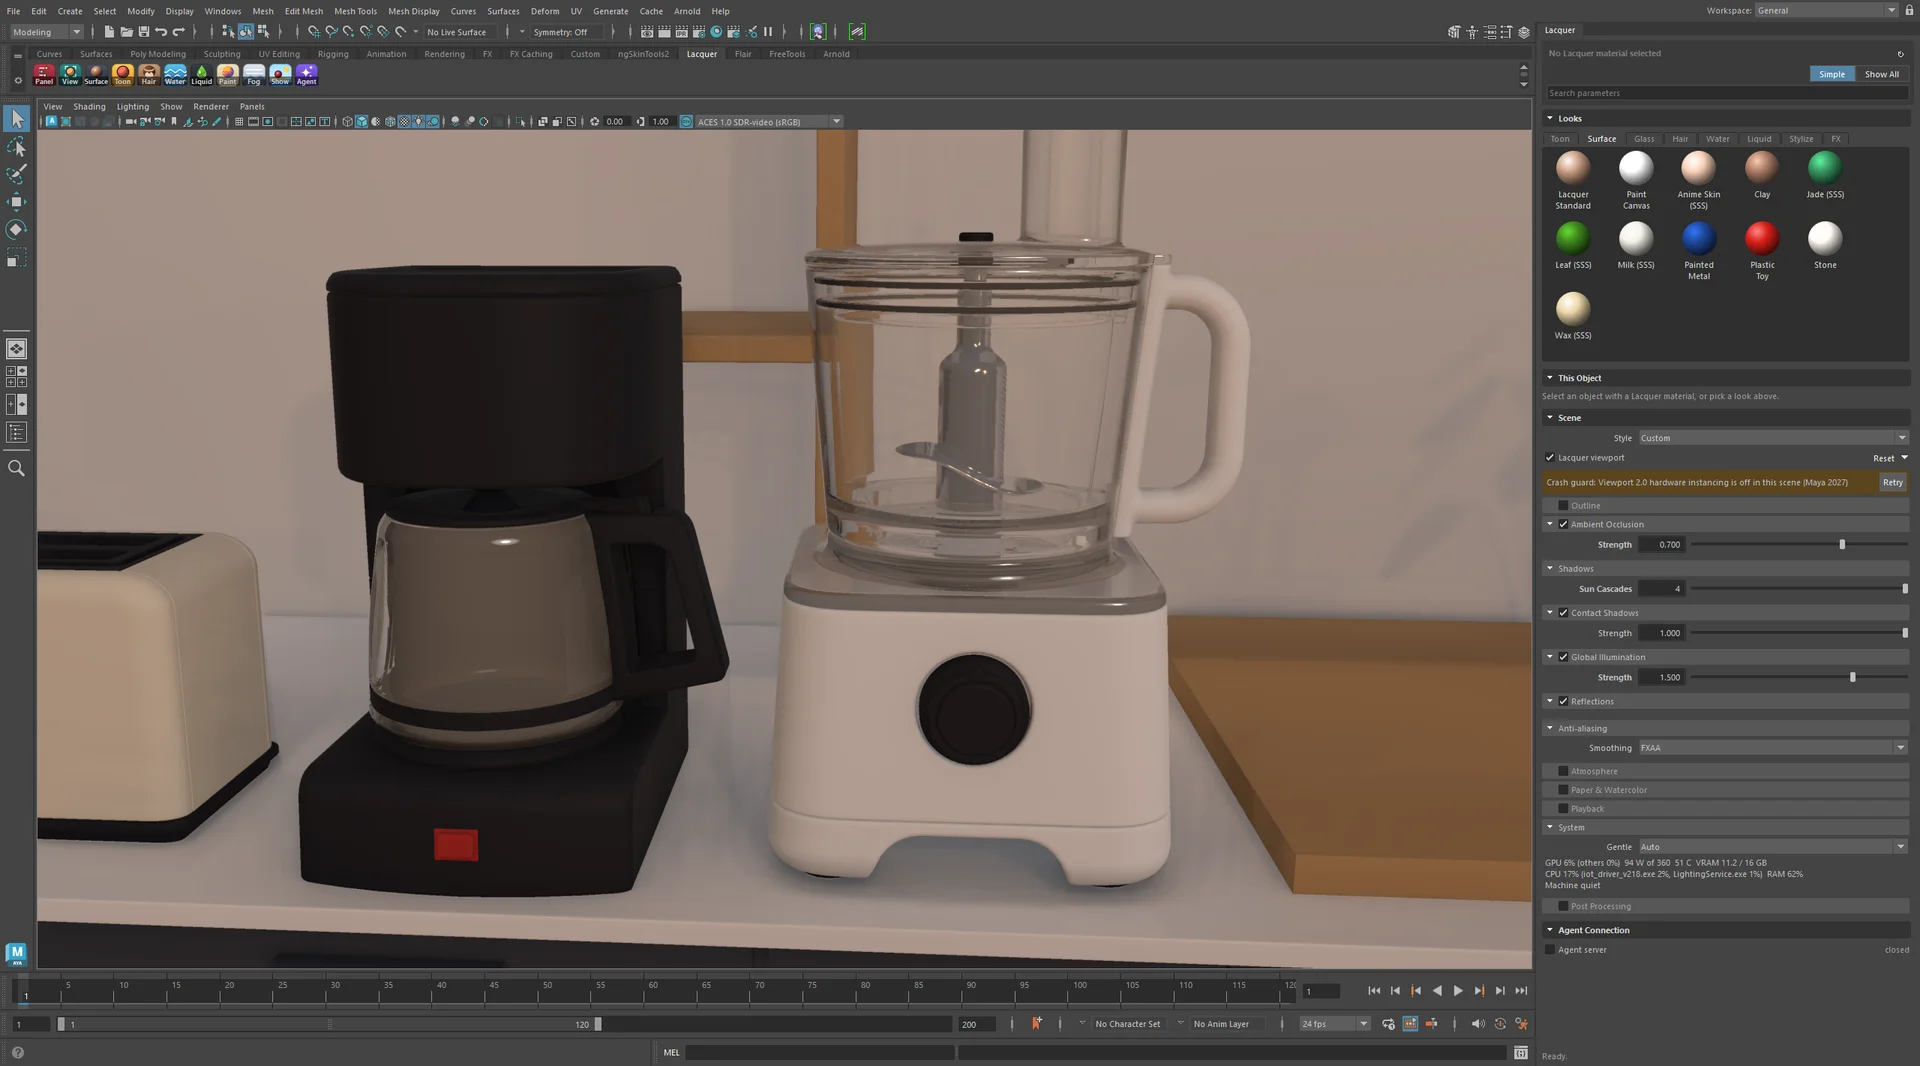 File Edit Create Select Modify Display Windows Mesh Edit Mesh Mesh Tools Mesh Display Curves Surfaces Deform UV Generate Cache Arnold Help
Workspace: General
Modeling
No Live Surface
Symmetry: Off
Curves Surfaces Poly Modeling Sculpting UV Editing Rigging Animation Rendering FX FX Caching Custom ngSkinTools2 Lacquer Flair FreeTools Arnold
Panel View Surface Toon Hair Water Liquid Paint Fog Show Agent
View Shading Lighting Show Renderer Panels
0.00
1.00
ACES 1.0 SDR-video (sRGB)
Lacquer
No Lacquer material selected
Simple Show All
Search parameters
Looks
Toon Surface Glass Hair Water Liquid Stylize FX
Lacquer Standard
Paint Canvas
Anime Skin (SSS)
Clay
Jade (SSS)
Leaf (SSS)
Milk (SSS)
Painted Metal
Plastic Toy
Stone
Wax (SSS)
This Object
Select an object with a Lacquer material, or pick a look above.
Scene
Style Custom
Lacquer viewport
Reset
Crash guard: Viewport 2.0 hardware instancing is off in this scene (Maya 2027)
Retry
Outline
Ambient Occlusion
Strength 0.700
Shadows
Sun Cascades 4
Contact Shadows
Strength 1.000
Global Illumination
Strength 1.500
Reflections
Anti-aliasing
Smoothing FXAA
Atmosphere
Paper & Watercolor
Playback
System
Gentle Auto
GPU 6% (others 0%) 94 W of 360 51 C VRAM 11.2 / 16 GB
CPU 17% (iot_driver_v218.exe 2%, LightingService.exe 1%) RAM 62%
Machine quiet
Post Processing
Agent Connection
Agent server closed
M
AYA
1 5 10 15 20 25 30 35 40 45 50 55 60 65 70 75 80 85 90 95 100 105 110 115 120
1
1
1
120
200
No Character Set
No Anim Layer
24 fps
MEL
Ready.